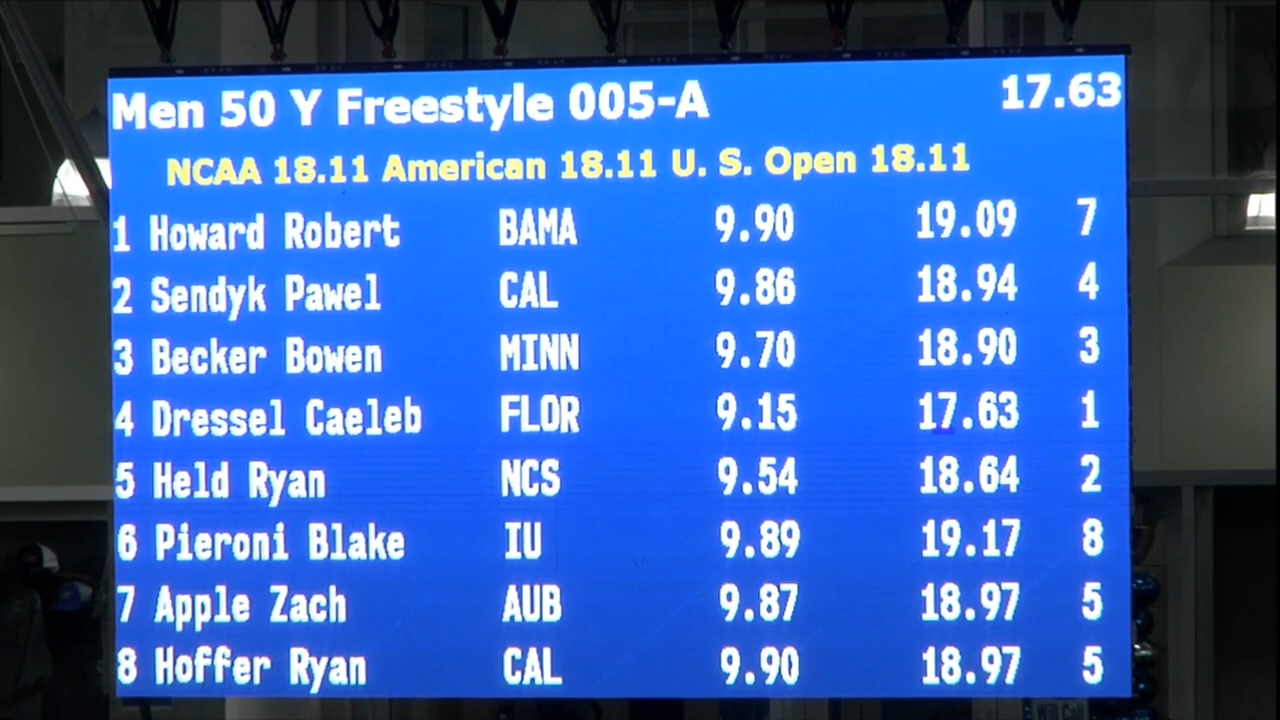 Men 50 Y Freestyle 005-A 17.63
NCAA 18.11 American 18.11 U. S. Open 18.11
1 Howard Robert BAMA 9.90 19.09 7
2 Sendyk Pawel CAL 9.86 18.94 4
3 Becker Bowen MINN 9.70 18.90 3
4 Dressel Caeleb FLOR 9.15 17.63 1
5 Held Ryan NCS 9.54 18.64 2
6 Pieroni Blake IU 9.89 19.17 8
7 Apple Zach AUB 9.87 18.97 5
8 Hoffer Ryan CAL 9.90 18.97 5
Will Call